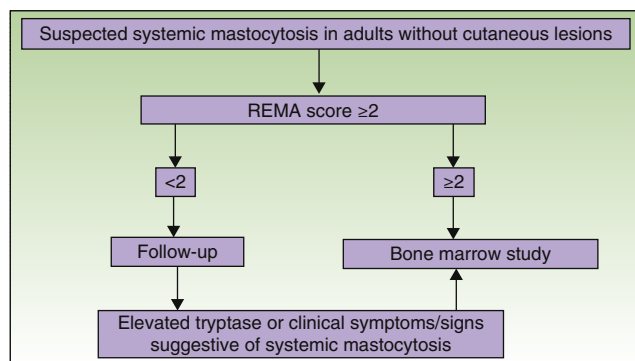 Suspected systemic mastocytosis in adults without cutaneous lesions
REMA score ≥2
<2
≥2
Follow-up
Bone marrow study
Elevated tryptase or clinical symptoms/signs
suggestive of systemic mastocytosis